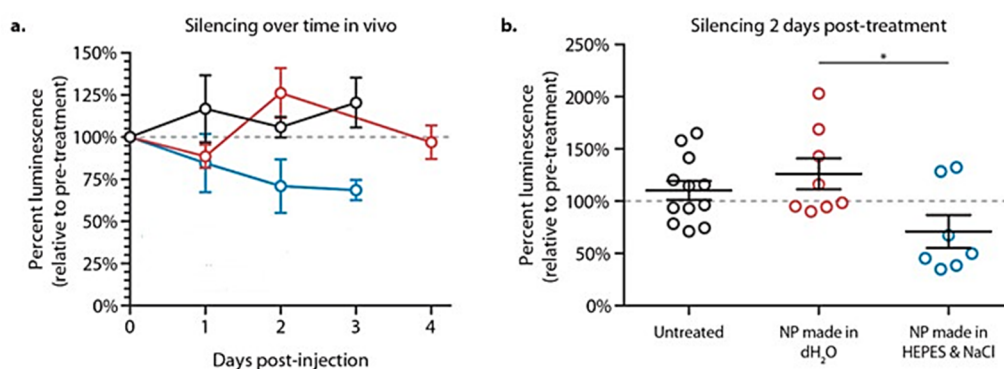 a.
Silencing over time in vivo
Percent luminescence
(relative to pre-treatment)
150%
125%
100%
75%
50%
25%
0%
0 1 2 3 4
Days post-injection
b.
Silencing 2 days post-treatment
Percent luminescence
(relative to pre-treatment)
250%
200%
150%
100%
50%
0%
*
Untreated
NP made in
dH₂O
NP made in
HEPES & NaCl